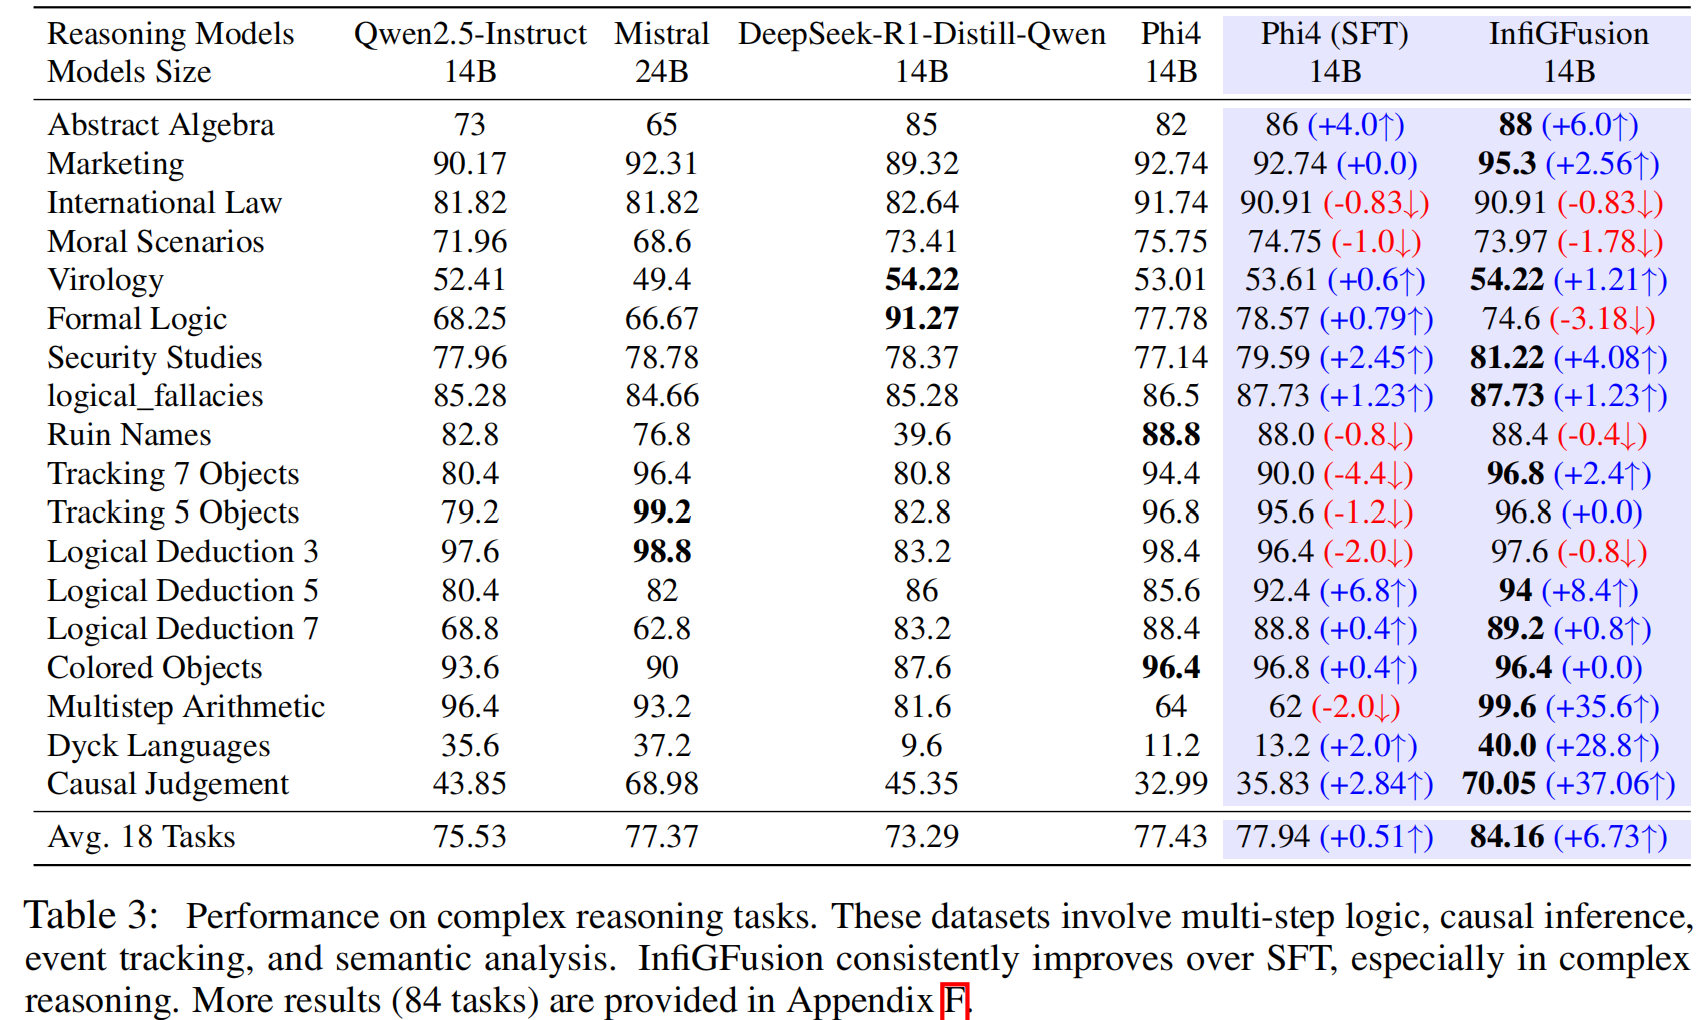 Reasoning Models Qwen2.5-Instruct Mistral DeepSeek-R1-Distill-Qwen Phi4 Phi4 (SFT) InfiGFusion
Models Size 14B 24B 14B 14B 14B 14B
Abstract Algebra 73 65 85 82 86 (+4.0↑) 88 (+6.0↑)
Marketing 90.17 92.31 89.32 92.74 92.74 (+0.0) 95.3 (+2.56↑)
International Law 81.82 81.82 82.64 91.74 90.91 (-0.83↓) 90.91 (-0.83↓)
Moral Scenarios 71.96 68.6 73.41 75.75 74.75 (-1.0↓) 73.97 (-1.78↓)
Virology 52.41 49.4 54.22 53.01 53.61 (+0.6↑) 54.22 (+1.21↑)
Formal Logic 68.25 66.67 91.27 77.78 78.57 (+0.79↑) 74.6 (-3.18↓)
Security Studies 77.96 78.78 78.37 77.14 79.59 (+2.45↑) 81.22 (+4.08↑)
logical_fallacies 85.28 84.66 85.28 86.5 87.73 (+1.23↑) 87.73 (+1.23↑)
Ruin Names 82.8 76.8 39.6 88.8 88.0 (-0.8↓) 88.4 (-0.4↓)
Tracking 7 Objects 80.4 96.4 80.8 94.4 90.0 (-4.4↓) 96.8 (+2.4↑)
Tracking 5 Objects 79.2 99.2 82.8 96.8 95.6 (-1.2↓) 96.8 (+0.0)
Logical Deduction 3 97.6 98.8 83.2 98.4 96.4 (-2.0↓) 97.6 (-0.8↓)
Logical Deduction 5 80.4 82 86 85.6 92.4 (+6.8↑) 94 (+8.4↑)
Logical Deduction 7 68.8 62.8 83.2 88.4 88.8 (+0.4↑) 89.2 (+0.8↑)
Colored Objects 93.6 90 87.6 96.4 96.8 (+0.4↑) 96.4 (+0.0)
Multistep Arithmetic 96.4 93.2 81.6 64 62 (-2.0↓) 99.6 (+35.6↑)
Dyck Languages 35.6 37.2 9.6 11.2 13.2 (+2.0↑) 40.0 (+28.8↑)
Causal Judgement 43.85 68.98 45.35 32.99 35.83 (+2.84↑) 70.05 (+37.06↑)
Avg. 18 Tasks 75.53 77.37 73.29 77.43 77.94 (+0.51↑) 84.16 (+6.73↑)
Table 3: Performance on complex reasoning tasks. These datasets involve multi-step logic, causal inference,
event tracking, and semantic analysis. InfiGFusion consistently improves over SFT, especially in complex
reasoning. More results (84 tasks) are provided in Appendix F.